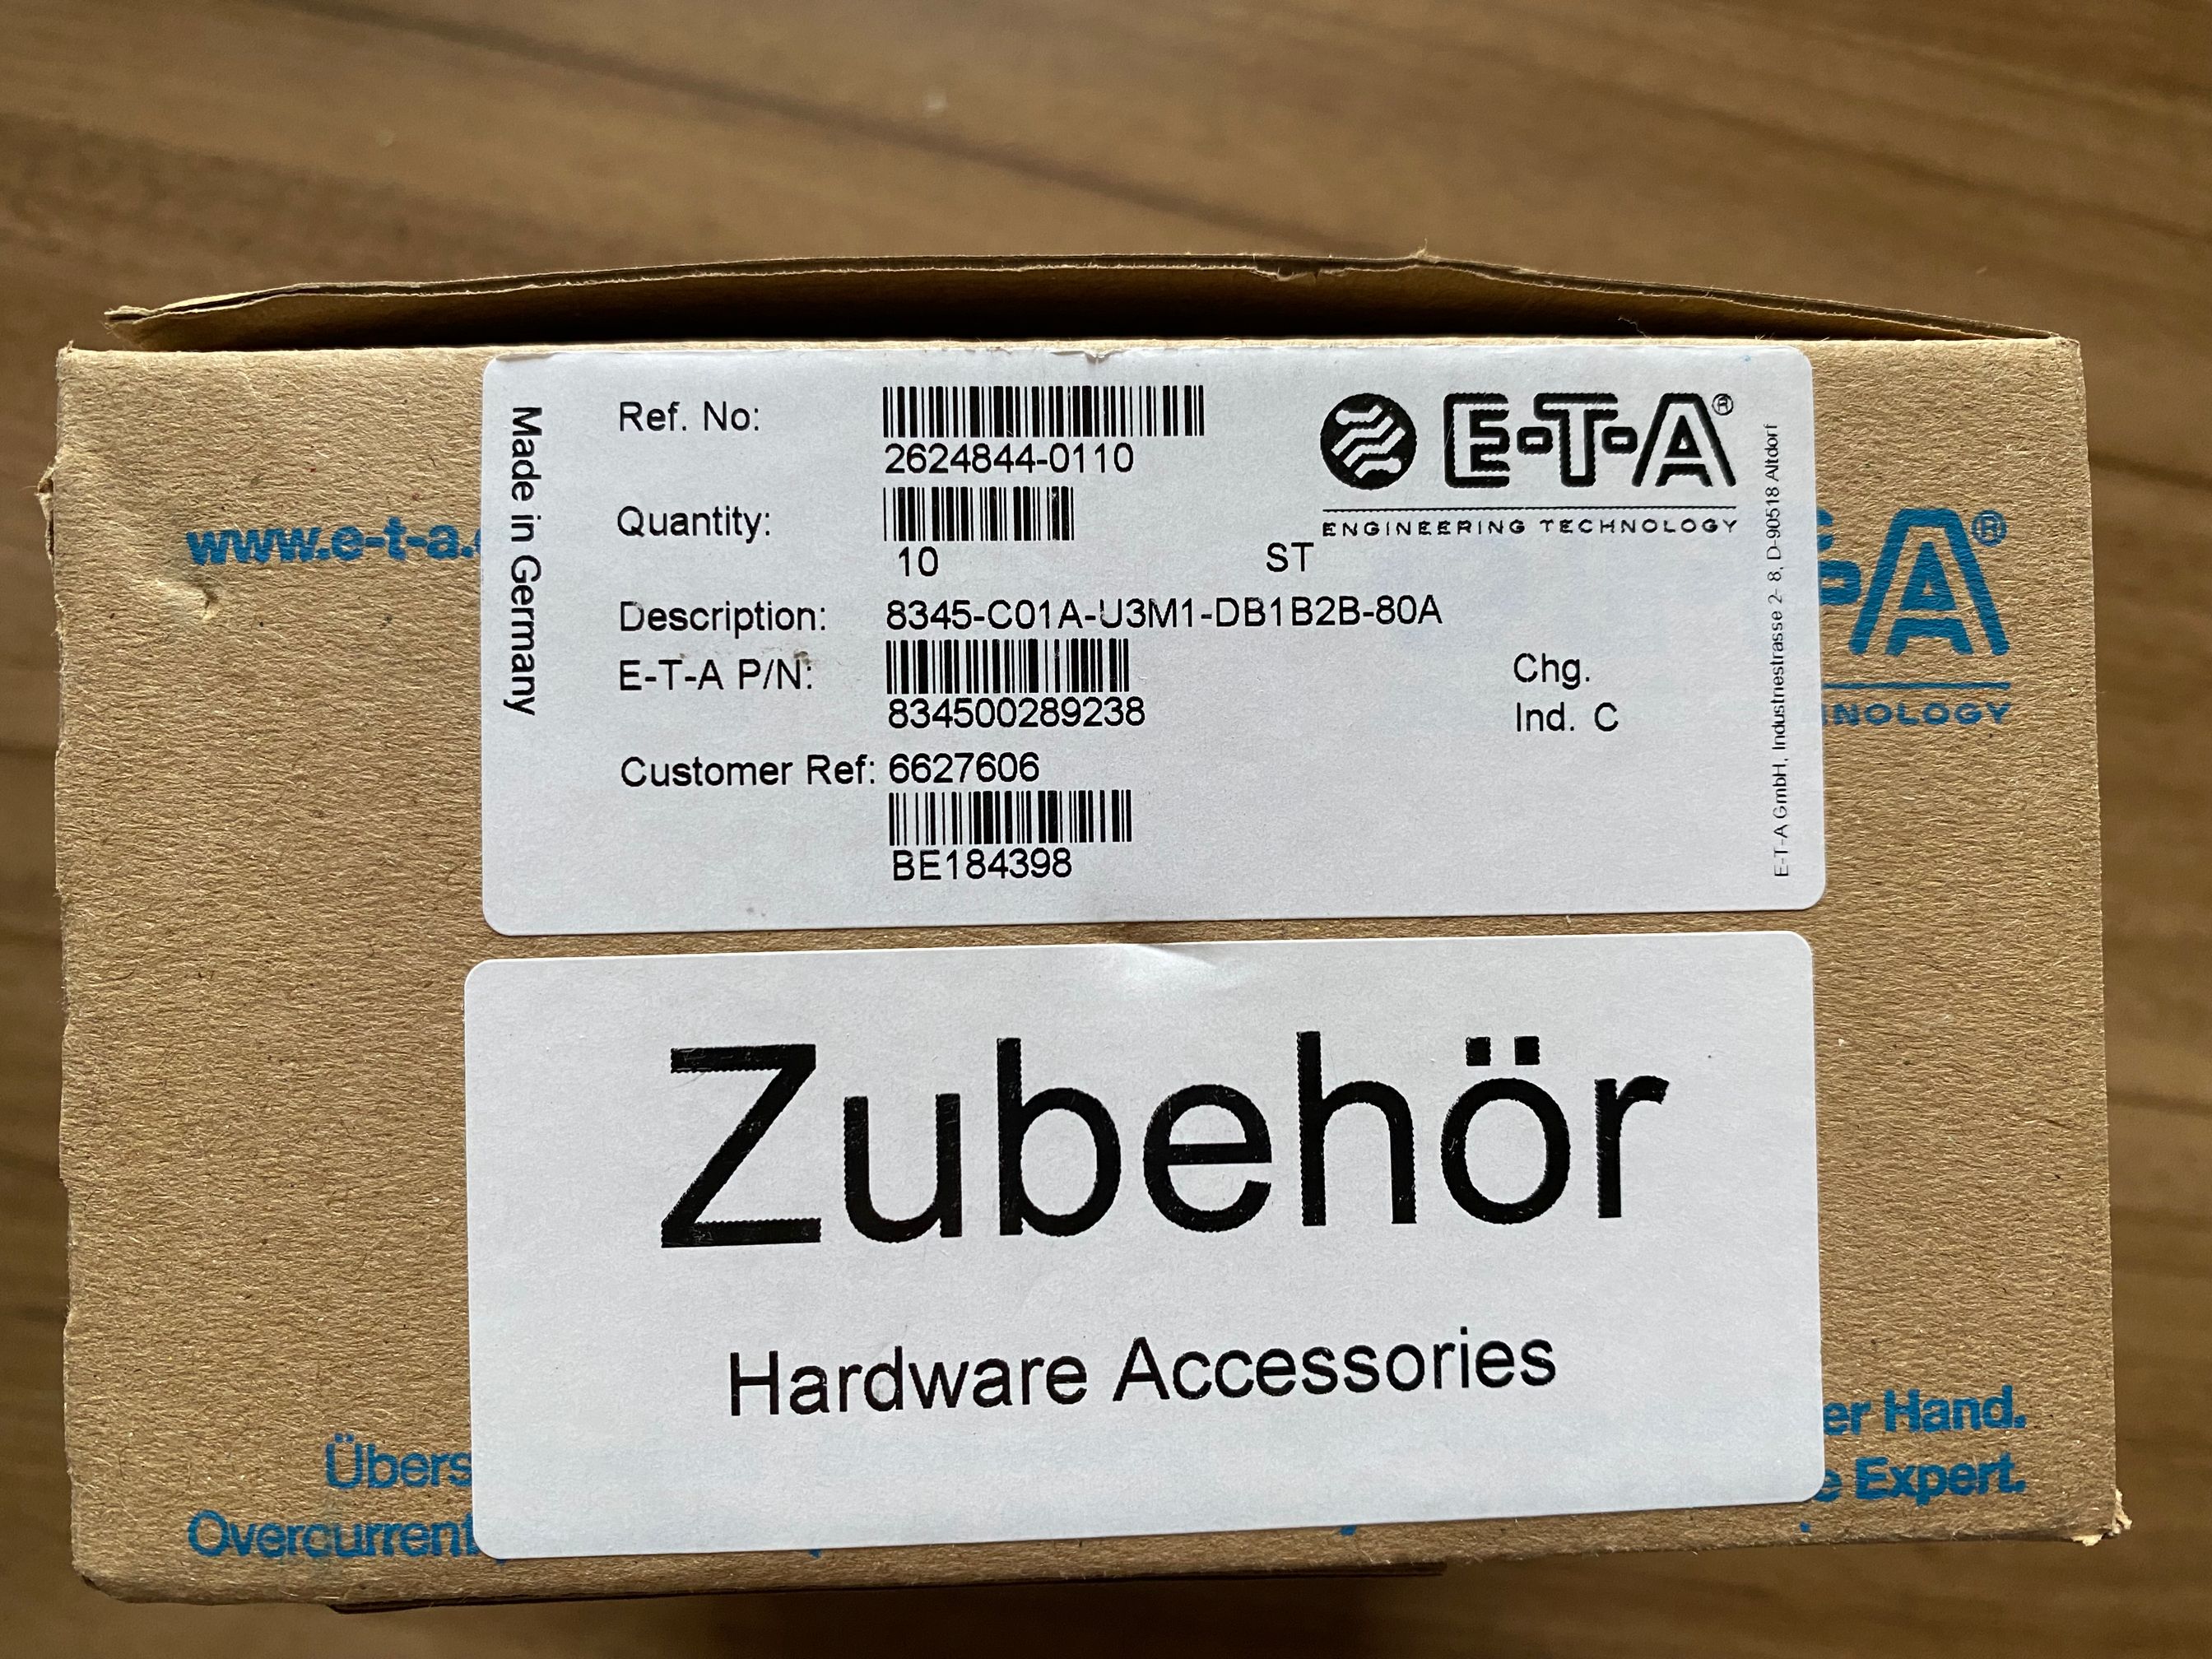 Made in Germany
Ref. No:
2624844-0110
E-T-A®
ENGINEERING TECHNOLOGY
Quantity:
10 ST
Description: 8345-C01A-U3M1-DB1B2B-80A
E-T-A P/N:
834500289238
Chg.
Ind. C
Customer Ref: 6627606
BE184398
E-T-A GmbH, Industriestrasse 2- 8, D-90518 Altdorf
www.e-t-a.
A®
NOLOGY
Zubehör
Hardware Accessories
Übers
er Hand.
Overcurrent
e Expert.